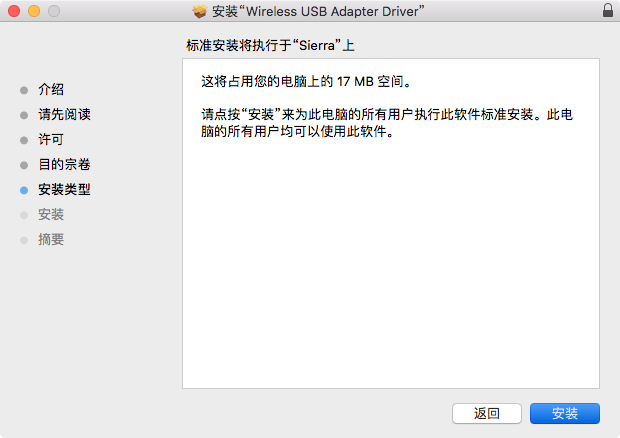 安装“Wireless USB Adapter Driver”
标准安装将执行于“Sierra”上
介绍
请先阅读
许可
目的宗卷
安装类型
安装
摘要
这将占用您的电脑上的 17 MB 空间。
请点按“安装”来为此电脑的所有用户执行此软件标准安装。此电
脑的所有用户均可以使用此软件。
返回
安装